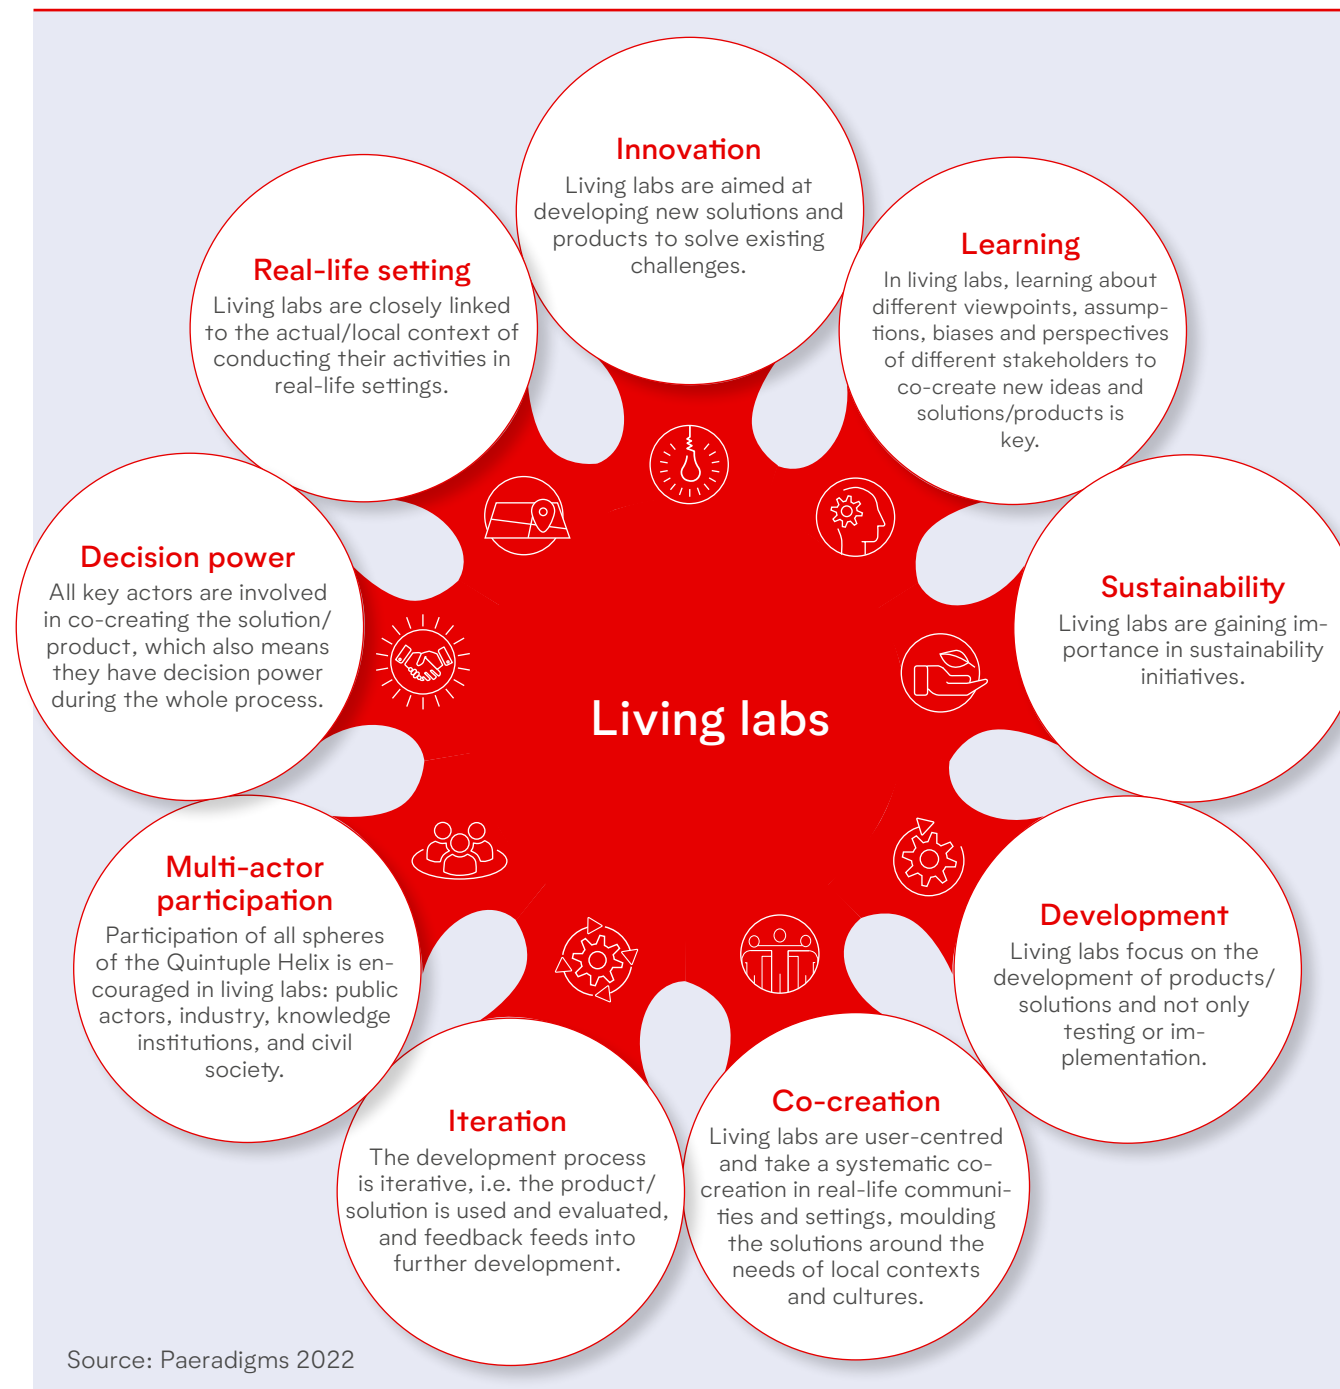 Innovation
Living labs are aimed at
developing new solutions and
products to solve existing
challenges.
Learning
In living labs, learning about
different viewpoints, assump-
tions, biases and perspectives
of different stakeholders to
co-create new ideas and
solutions/products is
key.
Sustainability
Living labs are gaining im-
portance in sustainability
initiatives.
Development
Living labs focus on the
development of products/
solutions and not only
testing or im-
plementation.
Co-creation
Living labs are user-centred
and take a systematic co-
creation in real-life communi-
ties and settings, moulding
the solutions around the
needs of local contexts
and cultures.
Iteration
The development process
is iterative, i.e. the product/
solution is used and evaluated,
and feedback feeds into
further development.
Multi-actor
participation
Participation of all spheres
of the Quintuple Helix is en-
couraged in living labs: public
actors, industry, knowledge
institutions, and civil
society.
Decision power
All key actors are involved
in co-creating the solution/
product, which also means
they have decision power
during the whole process.
Real-life setting
Living labs are closely linked
to the actual/local context of
conducting their activities in
real-life settings.
Living labs
Source: Paeradigms 2022